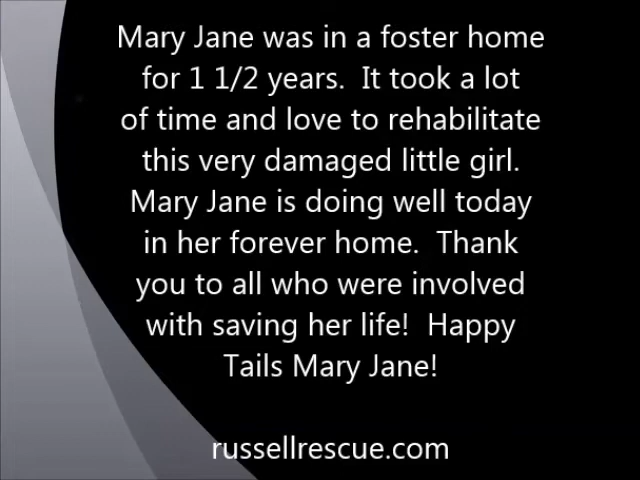 Mary Jane was in a foster home
for 1 1/2 years.  It took a lot
of time and love to rehabilitate
this very damaged little girl.
Mary Jane is doing well today
in her forever home.  Thank
you to all who were involved
with saving her life!  Happy
Tails Mary Jane!
russellrescue.com